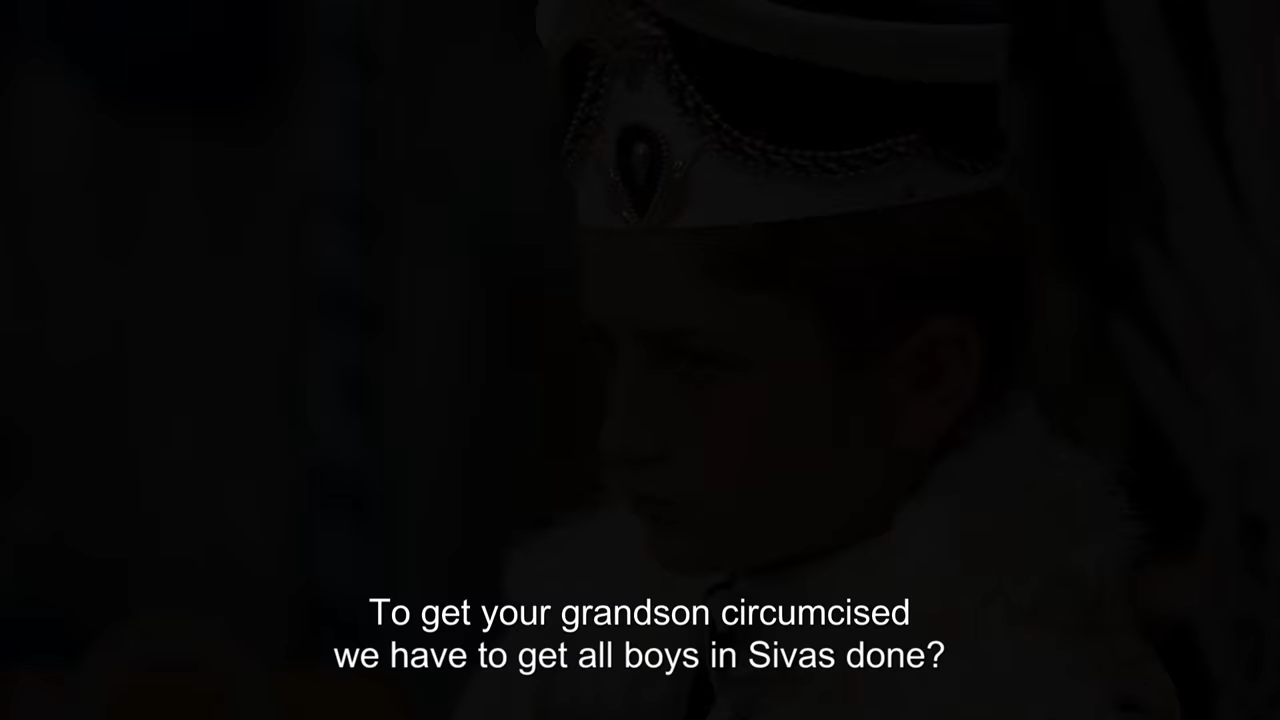 To get your grandson circumcised
we have to get all boys in Sivas done?